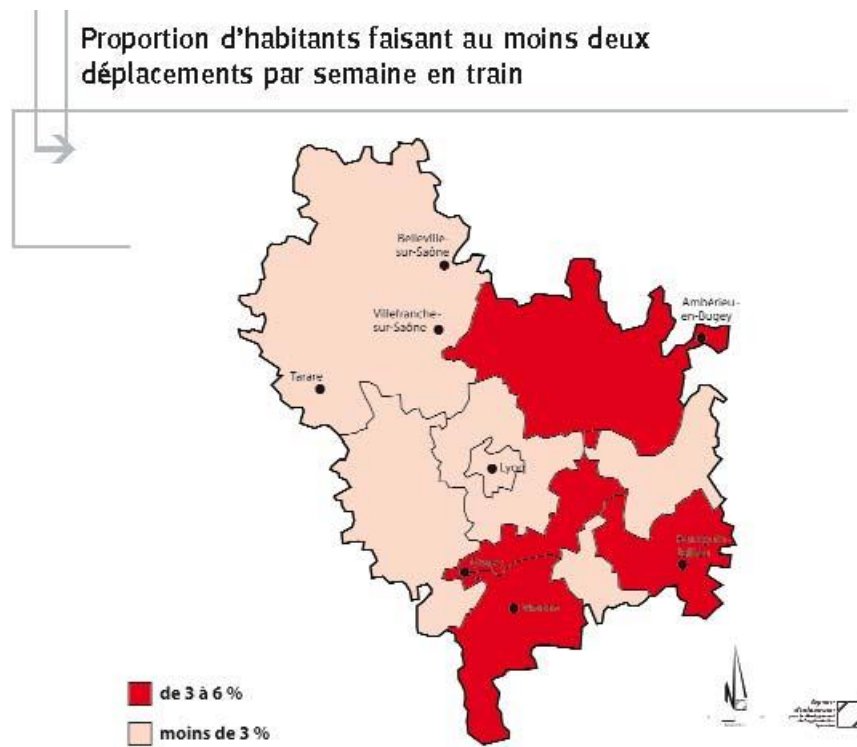 Proportion d'habitants faisant au moins deux
déplacements par semaine en train
Belleville-
sur-Saône
Ambérieu-
en-Bugey
Villefranche-
sur-Saône
Tarare
Lyon
de 3 à 6 %
moins de 3 %
N